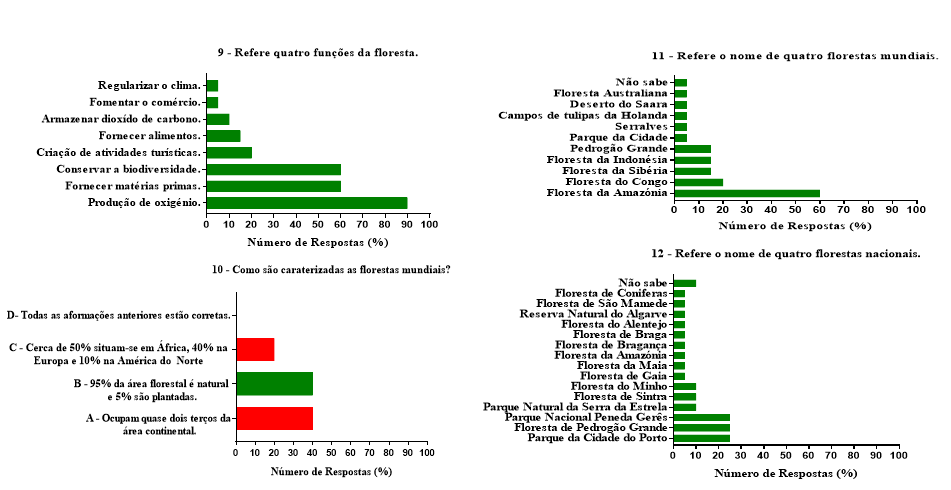 9 - Refere quatro funções da floresta.
Regularizar o clima.
Fomentar o comércio.
Armazenar dioxído de carbono.
Fornecer alimentos.
Criação de atividades turísticas.
Conservar a biodiversidade.
Fornecer matérias primas.
Produção de oxigénio.
0 10 20 30 40 50 60 70 80 90 100
Número de Respostas (%)
10 - Como são caraterizadas as florestas mundiais?
D- Todas as aformações anteriores estão corretas.
C - Cerca de 50% situam-se em África, 40% na
Europa e 10% na América do Norte
B - 95% da área florestal é natural
e 5% são plantadas.
A - Ocupam quase dois terços da
área continental.
0 10 20 30 40 50 60 70 80 90 100
Número de Respostas (%)
11 - Refere o nome de quatro florestas mundiais.
Não sabe
Floresta Australiana
Deserto do Saara
Campos de tulipas da Holanda
Serralves
Parque da Cidade
Pedrogão Grande
Floresta da Indonésia
Floresta da Sibéria
Floresta do Congo
Floresta da Amazónia
0 10 20 30 40 50 60 70 80 90 100
Número de Respostas (%)
12 - Refere o nome de quatro florestas nacionais.
Não sabe
Floresta de Coníferas
Floresta de São Mamede
Reserva Natural do Algarve
Floresta do Alentejo
Floresta de Braga
Floresta de Bragança
Floresta da Amazónia
Floresta da Maia
Floresta de Gaia
Floresta do Minho
Floresta de Sintra
Parque Natural da Serra da Estrela
Parque Nacional Peneda Gerês
Floresta de Pedrogão Grande
Parque da Cidade do Porto
0 10 20 30 40 50 60 70 80 90 100
Número de Respostas (%)